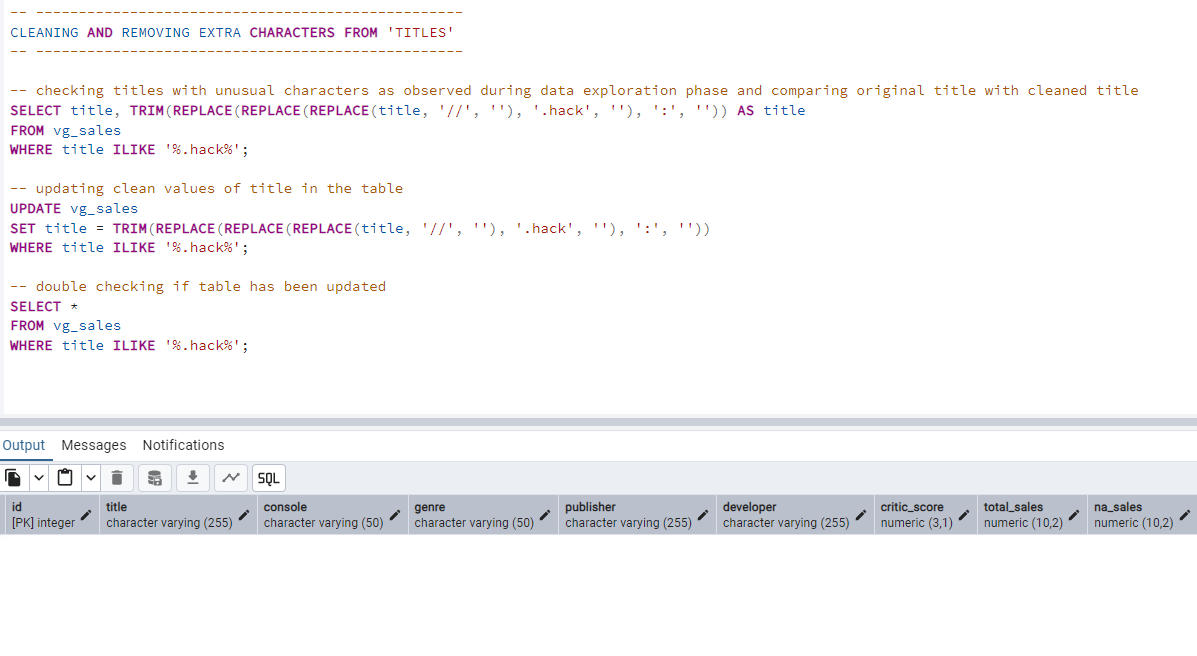 -- --------------------------------------------------
CLEANING AND REMOVING EXTRA CHARACTERS FROM 'TITLES'
-- --------------------------------------------------
-- checking titles with unusual characters as observed during data exploration phase and comparing original title with cleaned title
SELECT title, TRIM(REPLACE(REPLACE(REPLACE(title, '//', ''), '.hack', ''), ':', '')) AS title
FROM vg_sales
WHERE title ILIKE '%.hack%';
-- updating clean values of title in the table
UPDATE vg_sales
SET title = TRIM(REPLACE(REPLACE(REPLACE(title, '//', ''), '.hack', ''), ':', ''))
WHERE title ILIKE '%.hack%';
-- double checking if table has been updated
SELECT *
FROM vg_sales
WHERE title ILIKE '%.hack%';
Output Messages Notifications
SQL
id title console genre publisher developer critic_score total_sales na_sales
[PK] integer character varying (255) character varying (50) character varying (50) character varying (255) character varying (255) numeric (3,1) numeric (10,2) numeric (10,2)